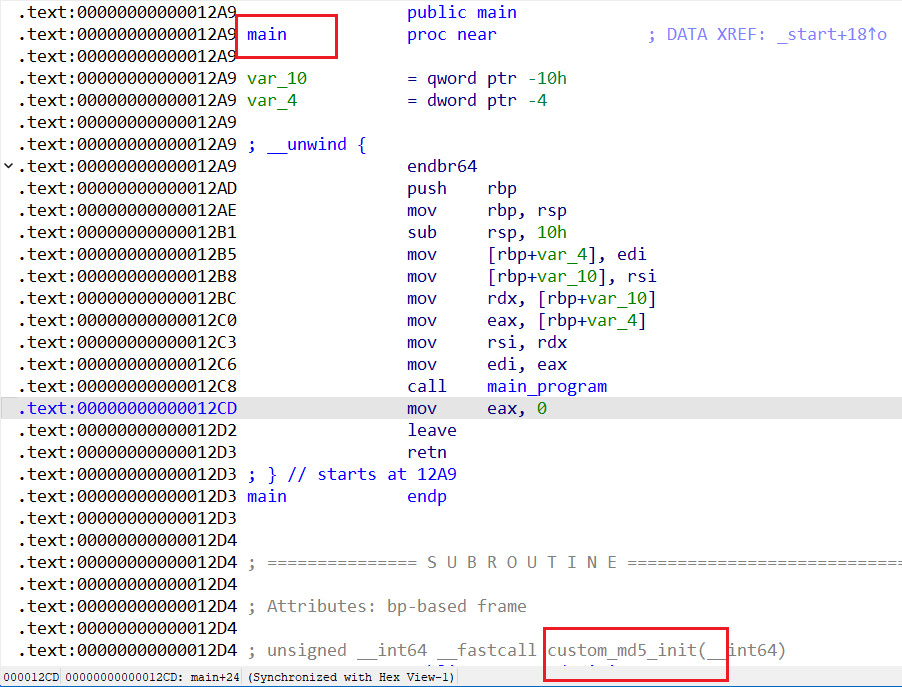 .text:00000000000012A9 public main
.text:00000000000012A9 main proc near ; DATA XREF: _start+18↑o
.text:00000000000012A9
.text:00000000000012A9 var_10 = qword ptr -10h
.text:00000000000012A9 var_4 = dword ptr -4
.text:00000000000012A9
.text:00000000000012A9 ; __unwind {
.text:00000000000012A9 endbr64
.text:00000000000012AD push rbp
.text:00000000000012AE mov rbp, rsp
.text:00000000000012B1 sub rsp, 10h
.text:00000000000012B5 mov [rbp+var_4], edi
.text:00000000000012B8 mov [rbp+var_10], rsi
.text:00000000000012BC mov rdx, [rbp+var_10]
.text:00000000000012C0 mov eax, [rbp+var_4]
.text:00000000000012C3 mov rsi, rdx
.text:00000000000012C6 mov edi, eax
.text:00000000000012C8 call main_program
.text:00000000000012CD mov eax, 0
.text:00000000000012D2 leave
.text:00000000000012D3 retn
.text:00000000000012D3 ; } // starts at 12A9
.text:00000000000012D3 main endp
.text:00000000000012D3
.text:00000000000012D4
.text:00000000000012D4 ; =============== S U B R O U T I N E ============================
.text:00000000000012D4
.text:00000000000012D4 ; Attributes: bp-based frame
.text:00000000000012D4
.text:00000000000012D4 ; unsigned __int64 __fastcall custom_md5_init(__int64)
000012CD 00000000000012CD: main+24 (Synchronized with Hex View-1)